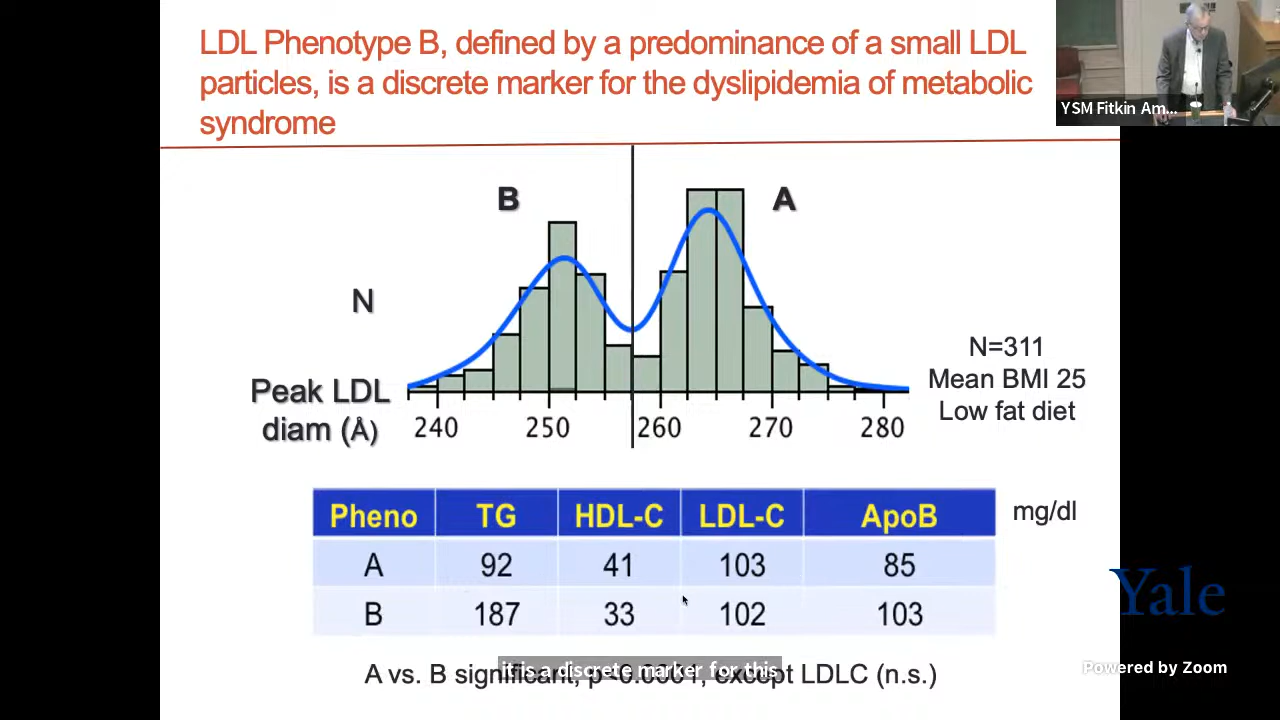 LDL Phenotype B, defined by a predominance of a small LDL
particles, is a discrete marker for the dyslipidemia of metabolic
syndrome
YSM Fitkin Am...
B
A
N
N=311
Mean BMI 25
Low fat diet
Peak LDL
diam (Å)
240 250 260 270 280
Pheno TG HDL-C LDL-C ApoB
mg/dl
A 92 41 103 85
B 187 33 102 103
Yale
it is a discrete marker for this
A vs. B significant, except LDLC (n.s.)
Powered by Zoom